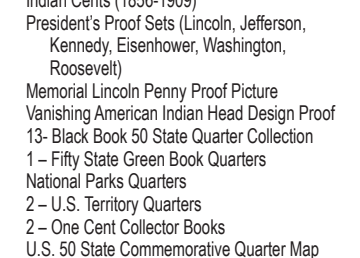 Indian Cents (1856-1909)
President's Proof Sets (Lincoln, Jefferson,
Kennedy, Eisenhower, Washington,
Roosevelt)
Memorial Lincoln Penny Proof Picture
Vanishing American Indian Head Design Proof
13- Black Book 50 State Quarter Collection
1 – Fifty State Green Book Quarters
National Parks Quarters
2 – U.S. Territory Quarters
2 – One Cent Collector Books
U.S. 50 State Commemorative Quarter Map